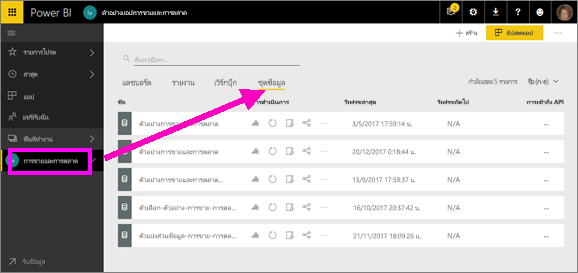 Power BI
Sa ตัวอย่างแอปการขายและการตลาด
รายการโปรด
ล่าสุด
แอป
แชร์กับฉัน
พื้นที่ทำงาน
Sa การขายและการตลาด
รับข้อมูล
+ สร้าง
อัปเดตแอป
ค้นหาเนื้อหา...
แดชบอร์ด รายงาน เวิร์กบุ๊ก ชุดข้อมูล
กำลังแสดง 5 รายการ ชื่อ (ก-ฮ)
ชื่อ การดำเนินการ รีเฟรชล่าสุด รีเฟรชถัดไป การเข้าถึง API
ตัวอย่างการขายและการตลาด 3/5/2017 17:59:14 น. N/A
ตัวอย่างการขายและการตลาด 20/12/2017 0:18:44 น. N/A
ตัวอย่างการขายและการตลาด... 13/9/2017 17:59:37 น. N/A
ตัวเลือก-ตัวอย่าง-การขาย-การตล... 16/10/2017 20:37:42 น. N/A
ตัวแบ่งส่วนข้อมูล-การขาย-การตล... 21/11/2017 18:09:26 น. N/A